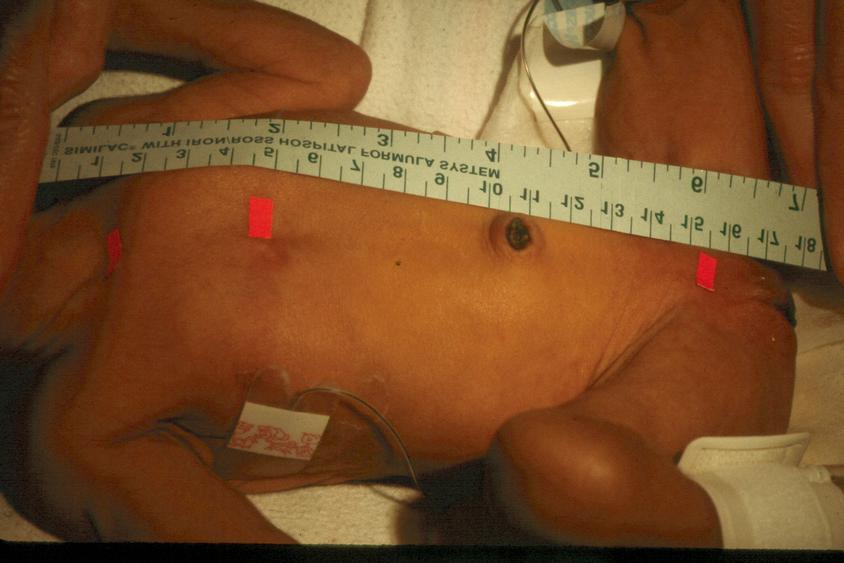 1 2 3 4 5 6 7
SIMILAC® WITH IRON/ROSS HOSPITAL FORMULA SYSTEM
1 2 3 4 5 6 7 8 9 10 11 12 13 14 15 16 17 18